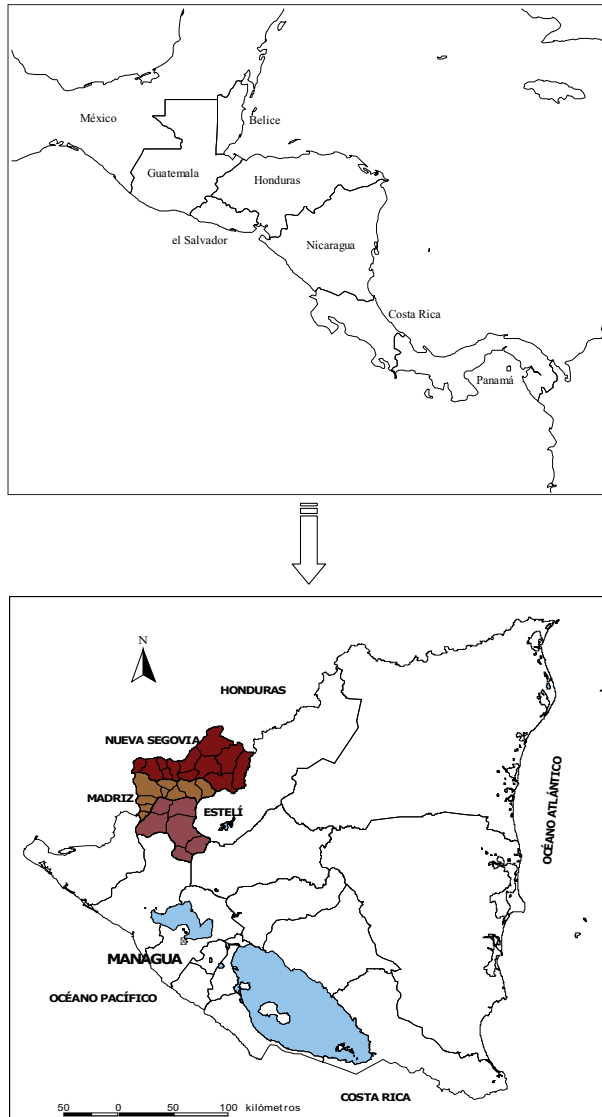 México
Belice
Guatemala
Honduras
el Salvador
Nicaragua
Costa Rica
Panamá
N
HONDURAS
NUEVA SEGOVIA
MADRIZ
ESTELÍ
OCÉANO ATLÁNTICO
MANAGUA
OCÉANO PACÍFICO
COSTA RICA
50 0 50 100 kilómetros